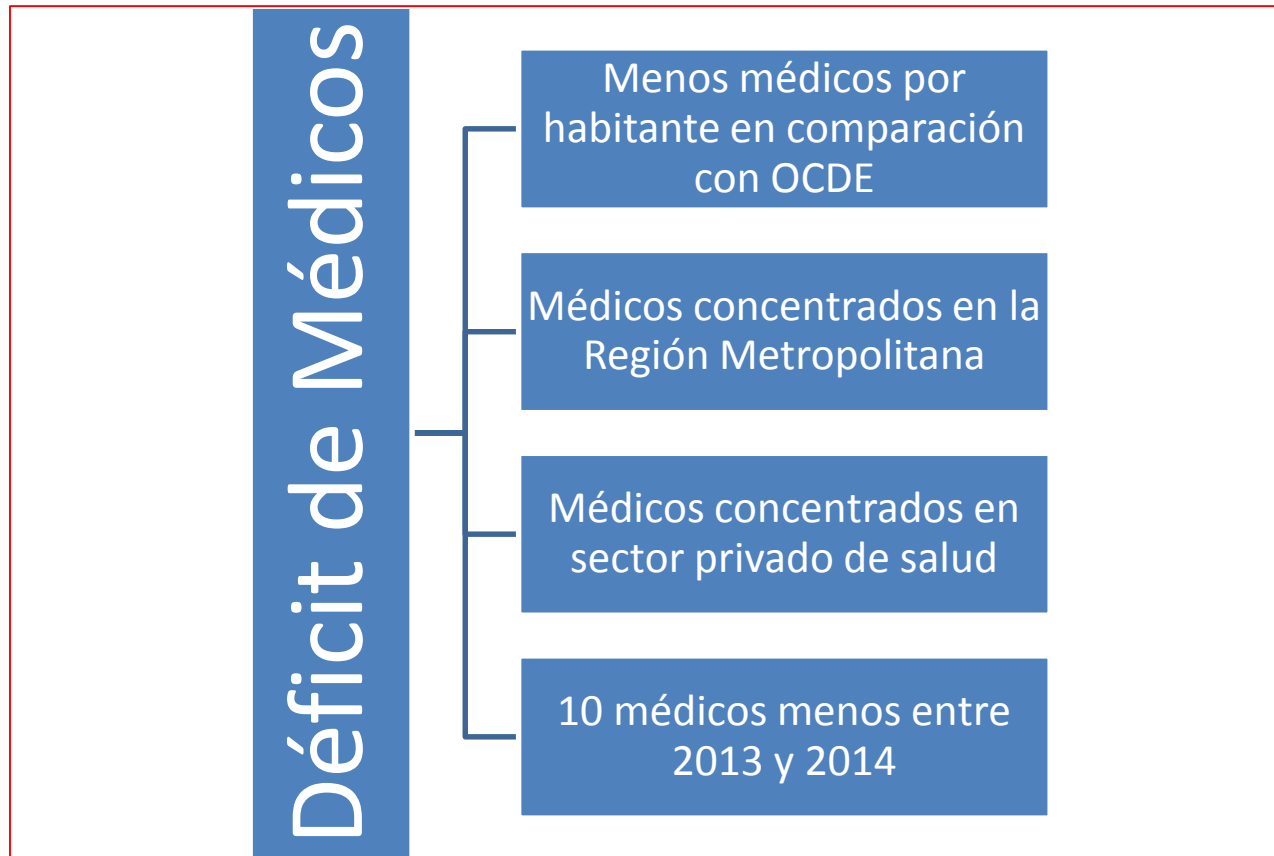 Déficit de Médicos
Menos médicos por
habitante en comparación
con OCDE
Médicos concentrados en la
Región Metropolitana
Médicos concentrados en
sector privado de salud
10 médicos menos entre
2013 y 2014